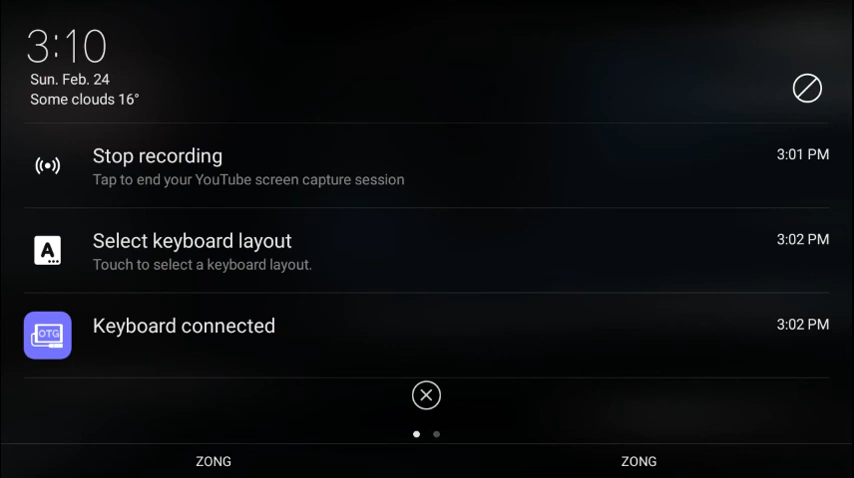 3:10
Sun. Feb. 24
Some clouds 16°
Stop recording
3:01 PM
Tap to end your YouTube screen capture session
A
Select keyboard layout
3:02 PM
Touch to select a keyboard layout.
OTG
Keyboard connected
3:02 PM
ZONG
ZONG